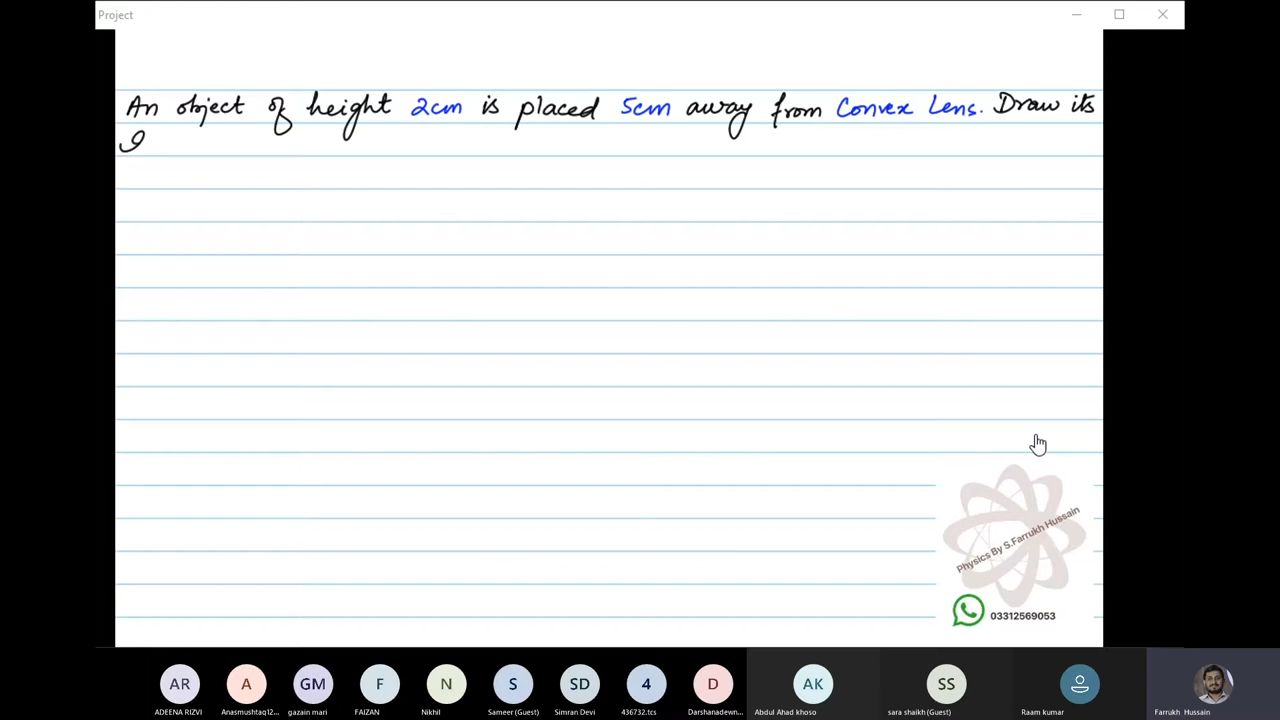 Project
An object of height 2cm is placed 5cm away from Convex Lens. Draw its
Physics By S.Farrukh Hussain
03312569053
AR
A
GM
F
N
S
SD
4
D
AK
SS
ADEENA RIZVI
Anasmushtaq12...
gazain mari
FAIZAN
Nikhil
Sameer (Guest)
Simran Devi
436732.tcs
Darshanadewn...
Abdul Ahad khoso
sara shaikh (Guest)
Raam kumar
Farrukh Hussain